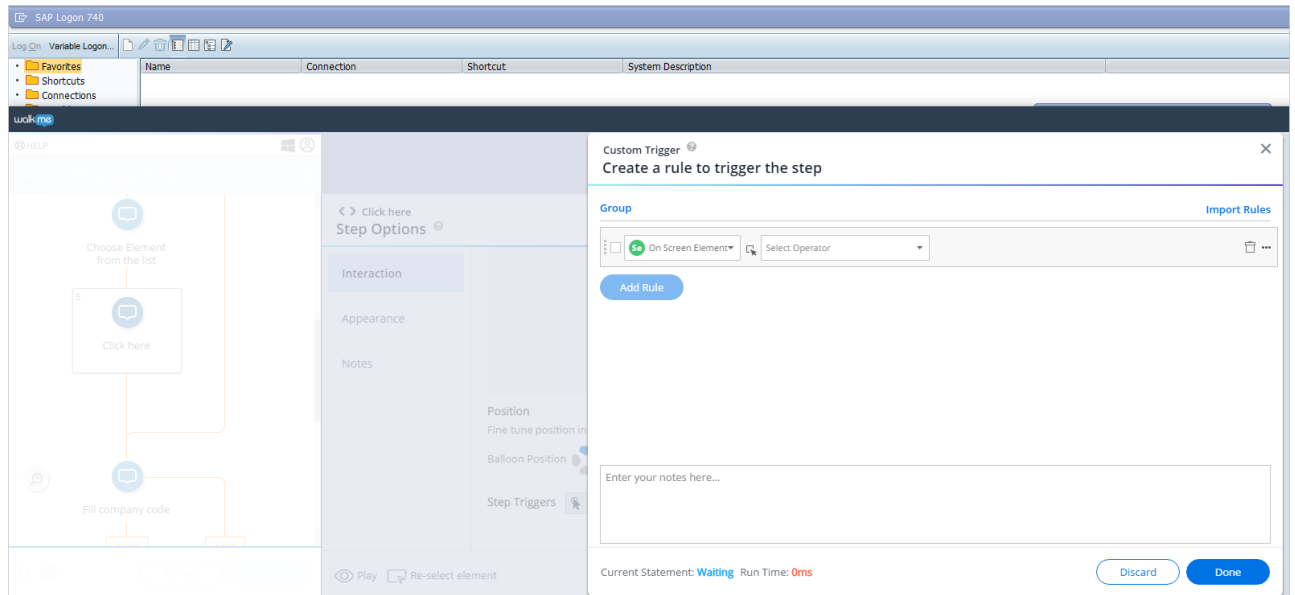 SAP Logon 740
Log On Variable Logon...
Favorites Name Connection Shortcut System Description
Shortcuts
Connections
walkme
HELP
Custom Trigger
Create a rule to trigger the step
Group Import Rules
Se On Screen Element Select Operator
Add Rule
Choose Element
from the list
5
Click here
Fill company code
Click here
Step Options
Interaction
Appearance
Notes
Position
Fine tune position in
Balloon Position
Step Triggers
Play Re-select element
Enter your notes here...
Current Statement: Waiting Run Time: 0ms
Discard Done